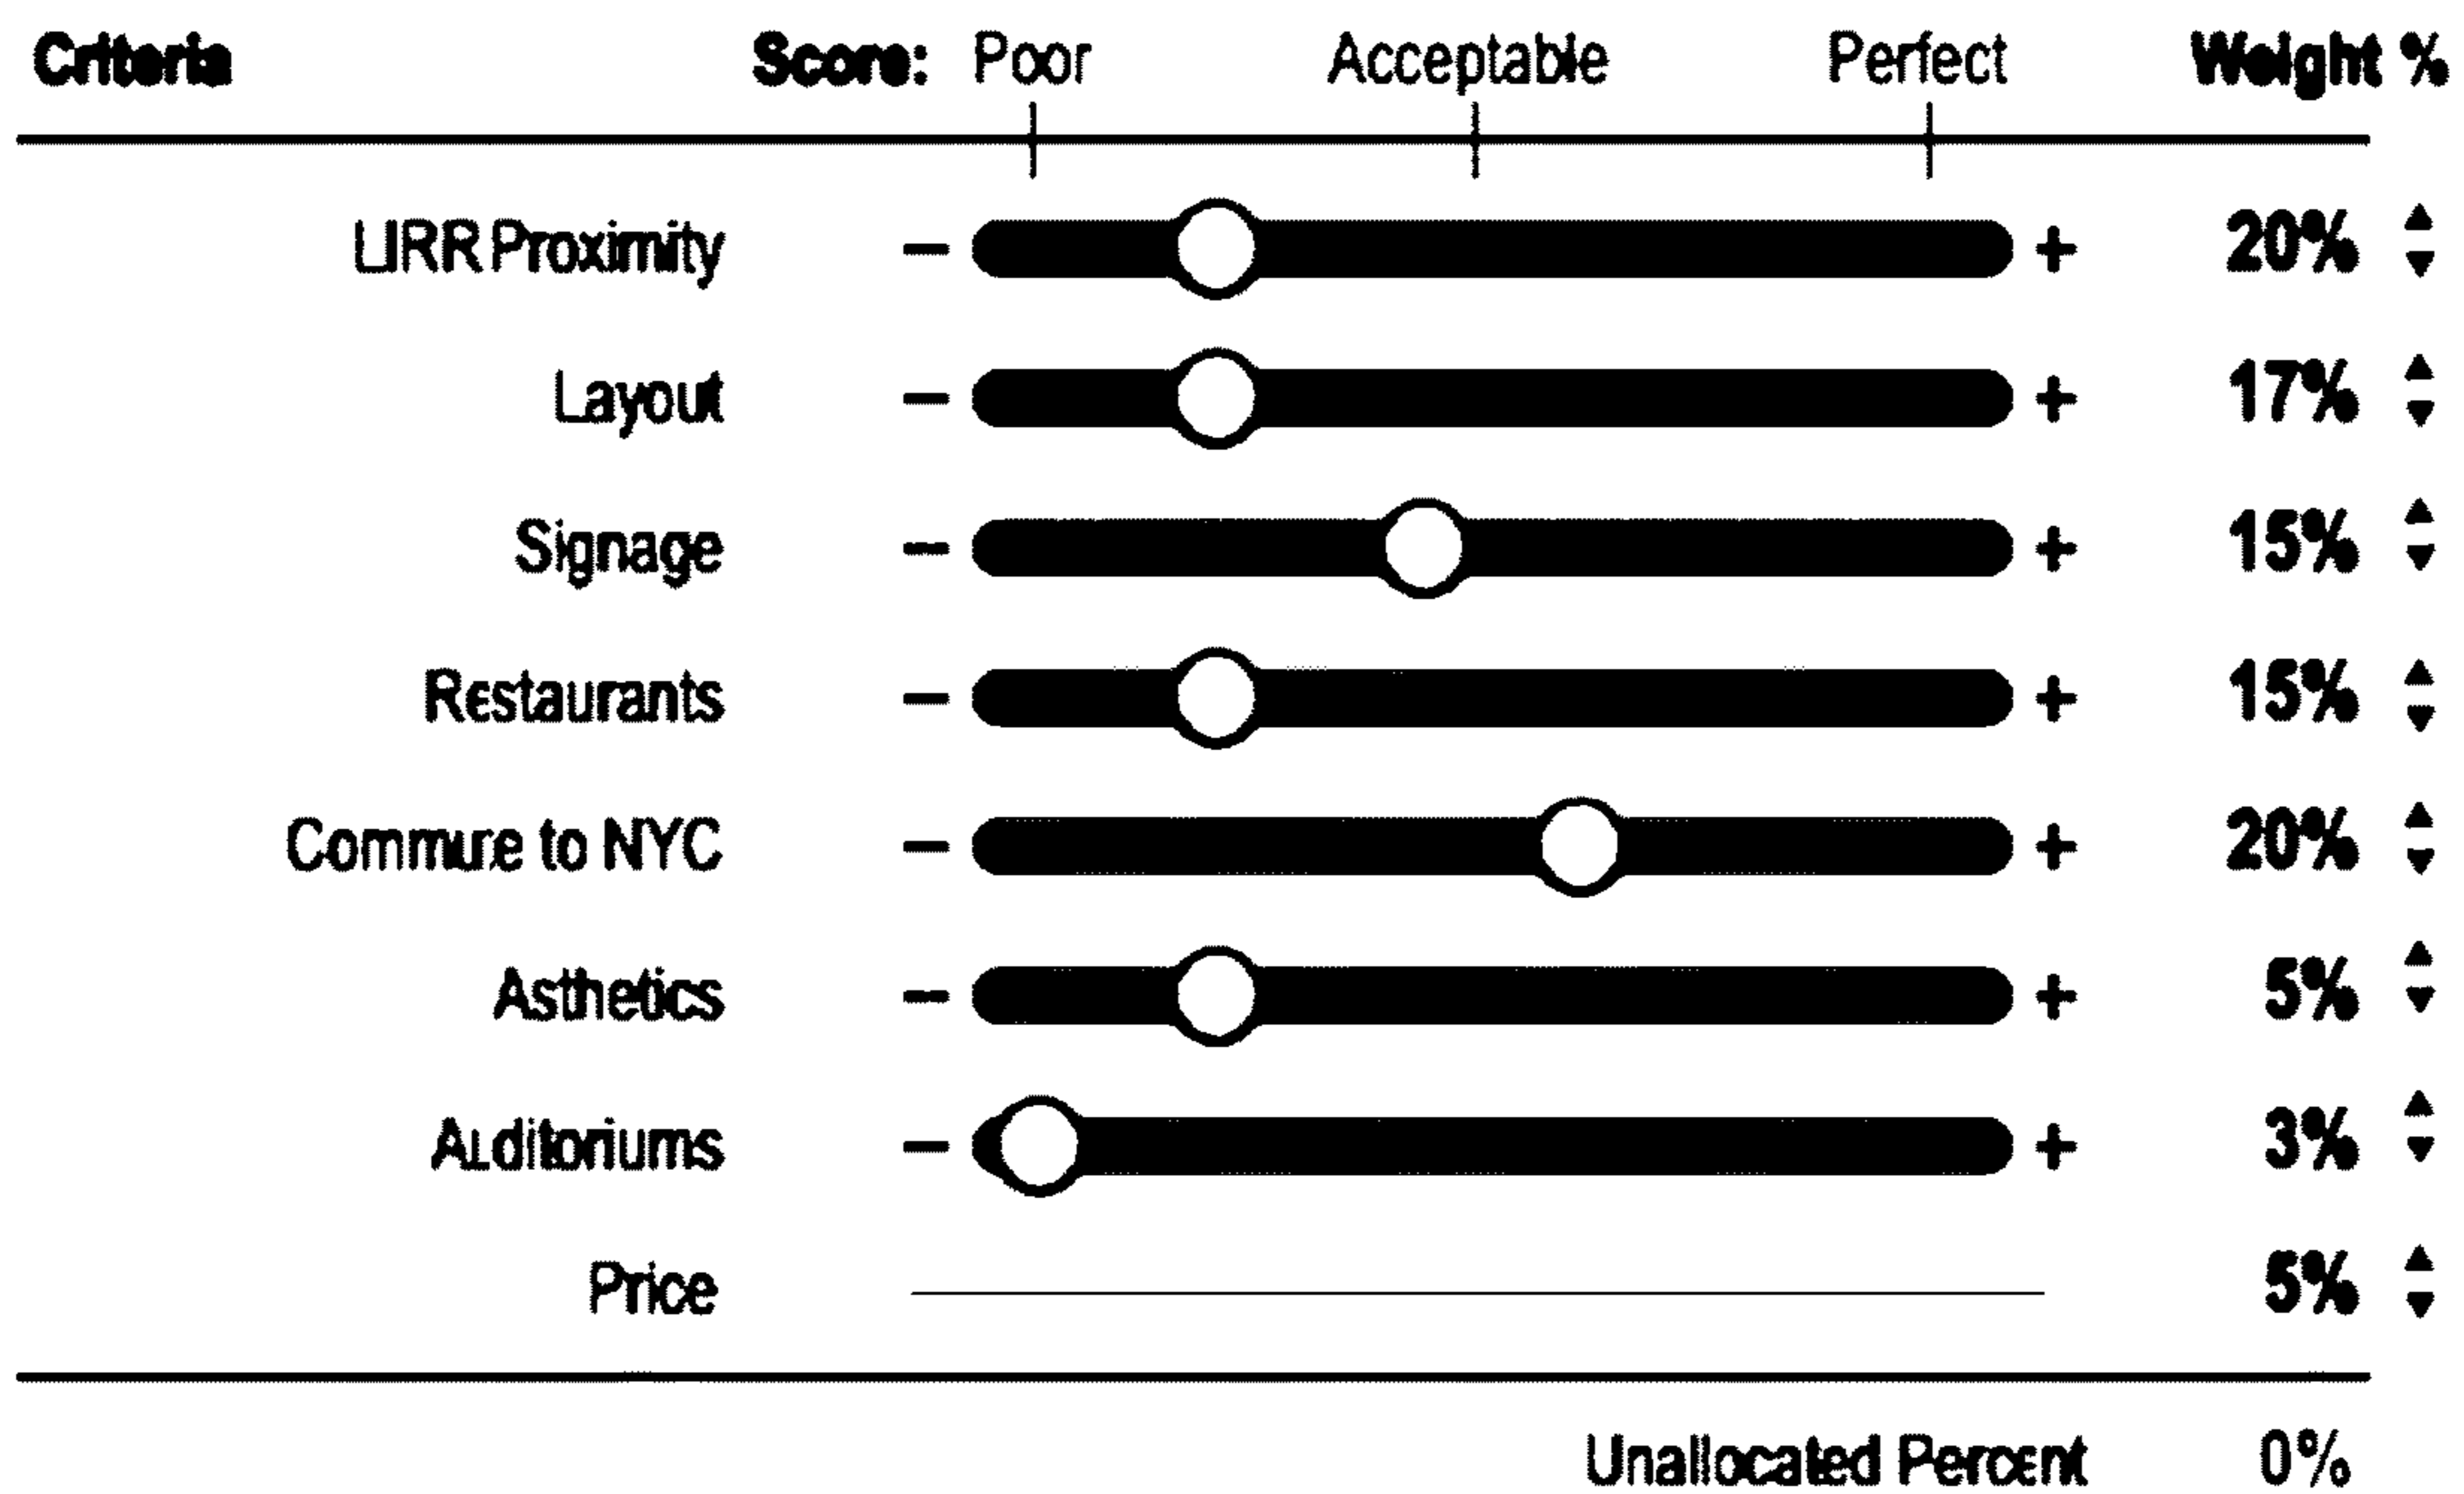 Criteria Score: Poor Acceptable Perfect Weight %
LIRR Proximity − + 20%
Layout − + 17%
Signage − + 15%
Restaurants − + 15%
Commure to NYC − + 20%
Asthetics − + 5%
Auditoriums − + 3%
Price 5%
Unallocated Percent 0%